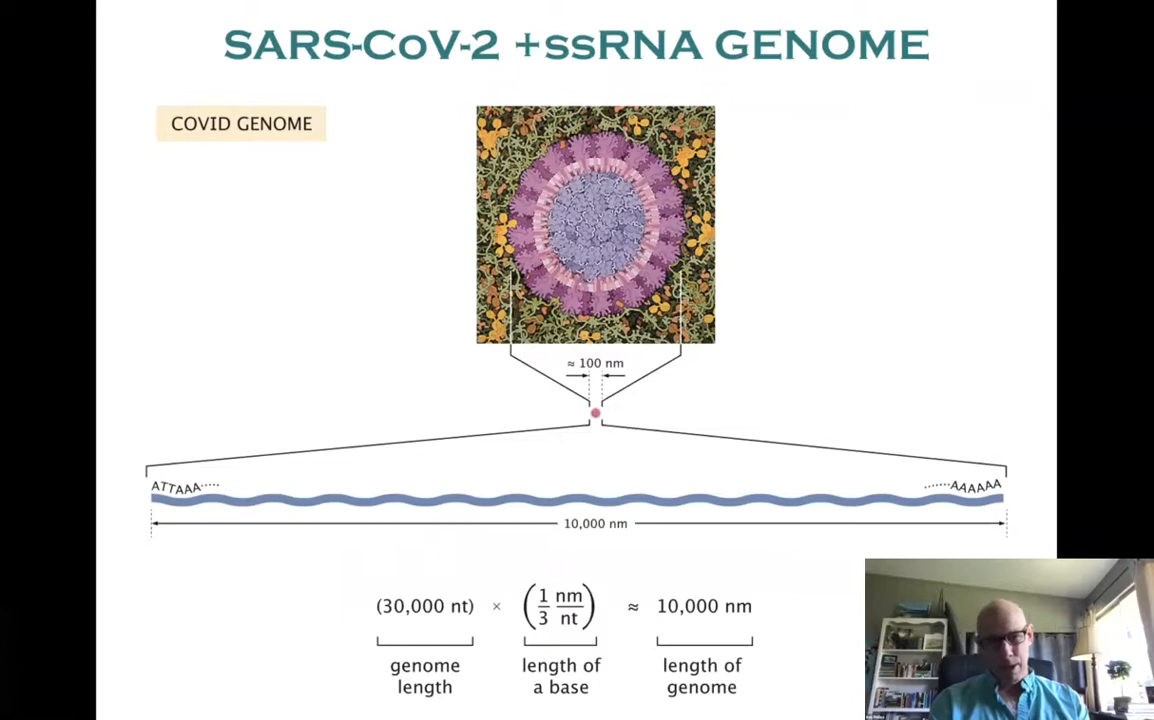 SARS-CoV-2 +ssRNA GENOME
COVID GENOME
≈ 100 nm
ATTAAA·····
······AAAAAA
10,000 nm
(30,000 nt) × (1/3 nm/nt) ≈ 10,000 nm
genome length
length of a base
length of genome